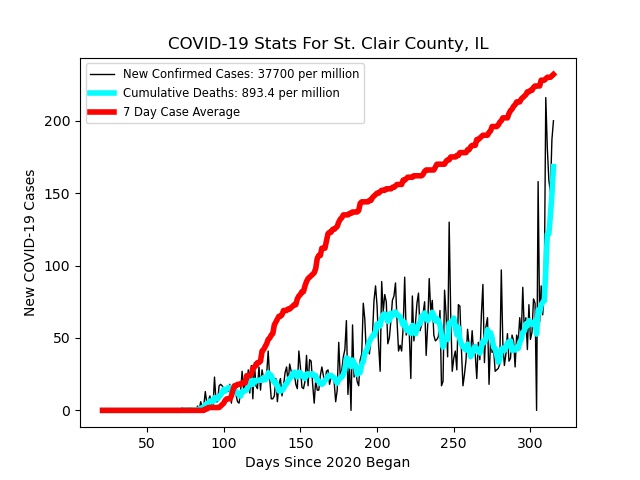 COVID-19 Stats For St. Clair County, IL
New Confirmed Cases: 37700 per million
Cumulative Deaths: 893.4 per million
7 Day Case Average
New COVID-19 Cases
200
150
100
50
0
50 100 150 200 250 300
Days Since 2020 Began